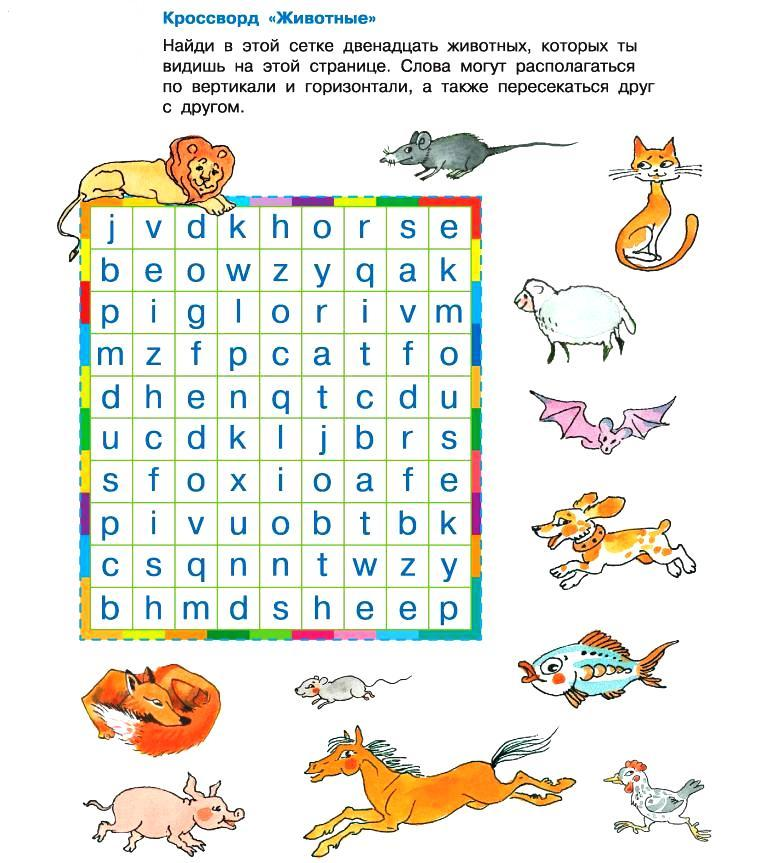 Кроссворд «Животные»
Найди в этой сетке двенадцать животных, которых ты
видишь на этой странице. Слова могут располагаться
по вертикали и горизонтали, а также пересекаться друг
с другом.
j v d k h o r s e
b e o w z y q a k
p i g l o r i v m
m z f p c a t f o
d h e n q t c d u
u c d k l j b r s
s f o x i o a f e
p i v u o b t b k
c s q n n t w z y
b h m d s h e e p